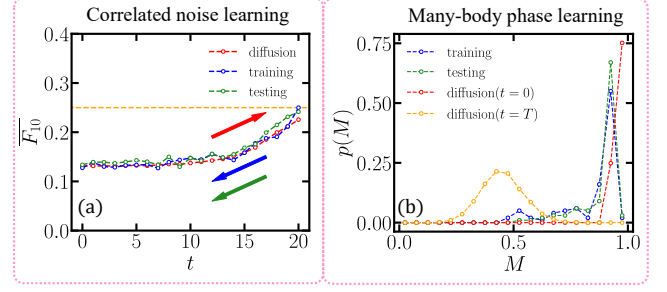 Correlated noise learning
Many-body phase learning
0.4
0.3
0.2
0.1
0.0
F10
diffusion
training
testing
(a)
0
5
10
15
20
t
0.75
0.50
0.25
0.00
p(M)
training
testing
diffusion(t = 0)
diffusion(t = T)
(b)
0.0
0.5
1.0
M